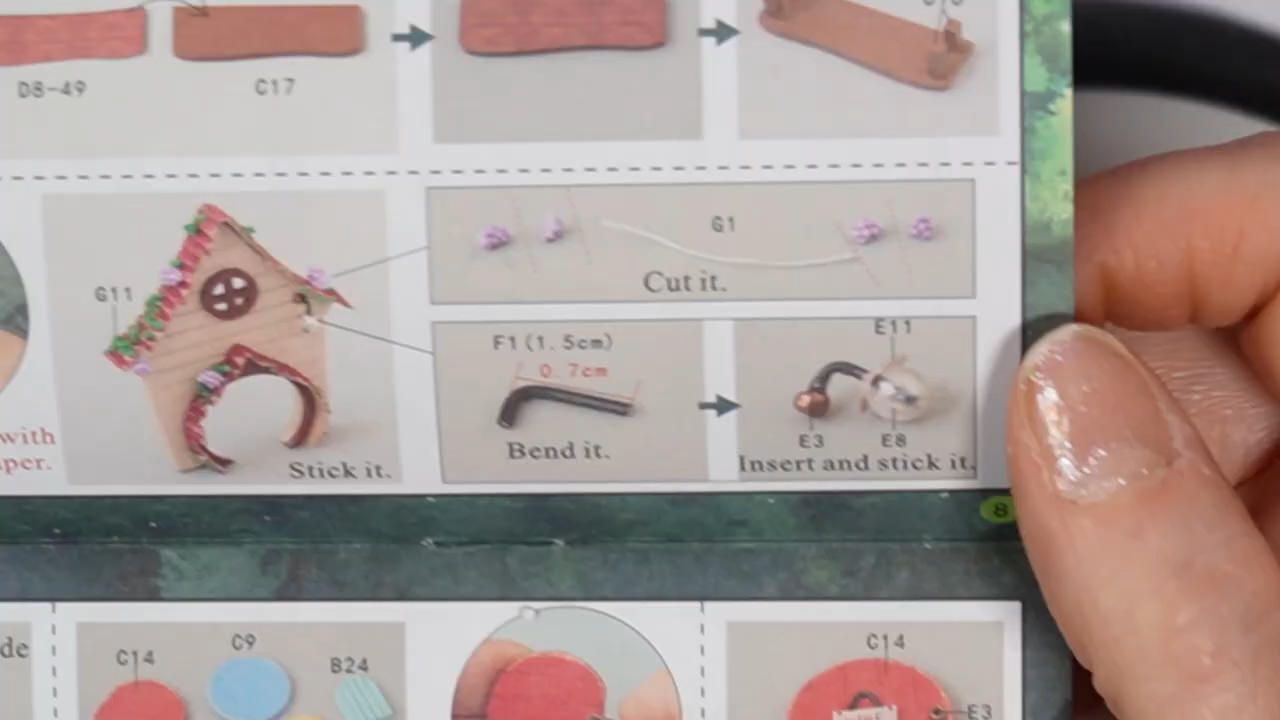 D8-49
C17
G1
Cut it.
G11
F1(1.5cm)
0.7cm
Bend it.
E11
E3
E8
Insert and stick it.
Stick it.
with
8
de
C14
C9
B24
C14
E3